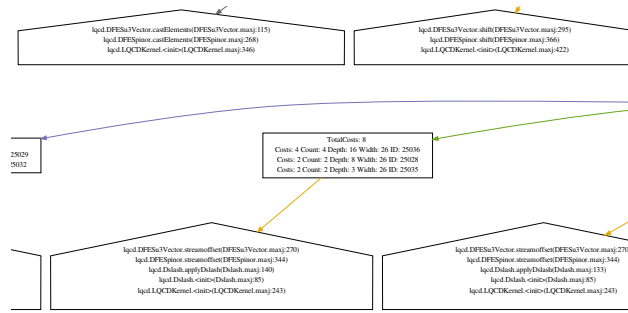 lqcd.DFESu3Vector.castElements(DFESu3Vector.maxj:115)
lqcd.DFESpinor.castElements(DFESpinor.maxj:268)
lqcd.LQCDKernel.<init>(LQCDKernel.maxj:346)
lqcd.DFESu3Vector.shift(DFESu3Vector.maxj:295)
lqcd.DFESpinor.shift(DFESpinor.maxj:366)
lqcd.LQCDKernel.<init>(LQCDKernel.maxj:422)
25029
25032
TotalCosts: 8
Costs: 4 Count: 4 Depth: 16 Width: 26 ID: 25036
Costs: 2 Count: 2 Depth: 8 Width: 26 ID: 25028
Costs: 2 Count: 2 Depth: 3 Width: 26 ID: 25035
lqcd.DFESu3Vector.streamoffset(DFESu3Vector.maxj:270)
lqcd.DFESpinor.streamoffset(DFESpinor.maxj:344)
lqcd.Dslash.applyDslash(Dslash.maxj:140)
lqcd.Dslash.<init>(Dslash.maxj:85)
lqcd.LQCDKernel.<init>(LQCDKernel.maxj:243)
lqcd.DFESu3Vector.streamoffset(DFESu3Vector.maxj:270
lqcd.DFESpinor.streamoffset(DFESpinor.maxj:344)
lqcd.Dslash.applyDslash(Dslash.maxj:133)
lqcd.Dslash.<init>(Dslash.maxj:85)
lqcd.LQCDKernel.<init>(LQCDKernel.maxj:243)